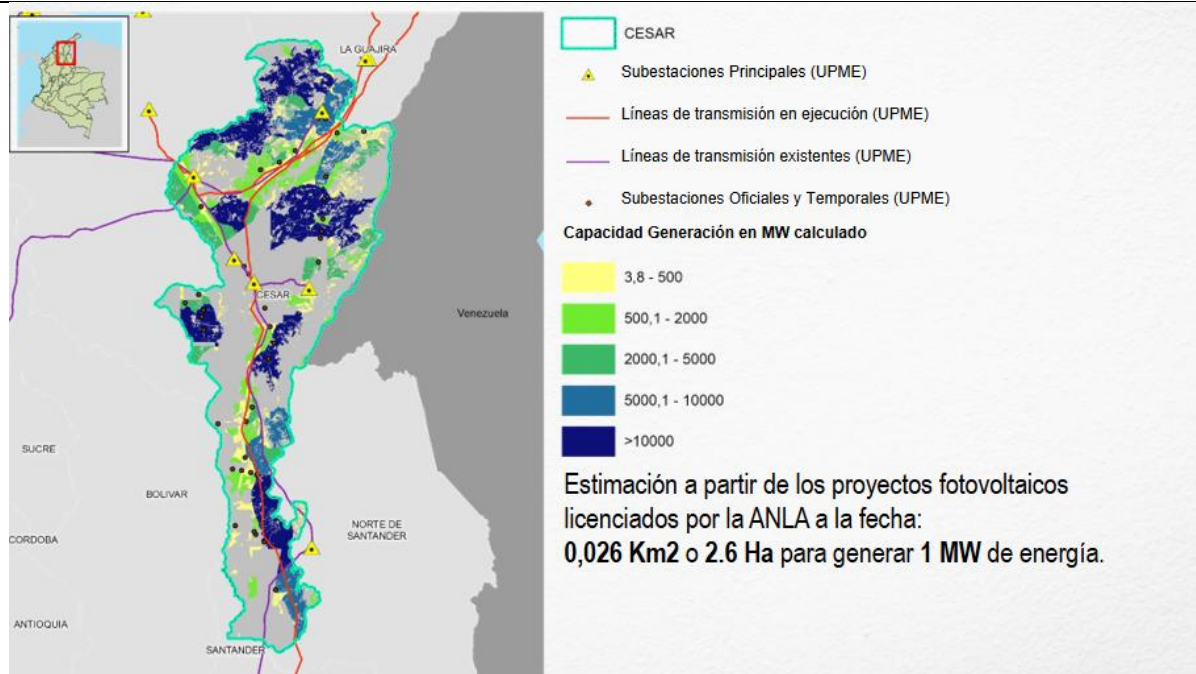 LA GUAJIRA
CESAR
Venezuela
SUCRE
BOLIVAR
NORTE DE
SANTANDER
CORDOBA
ANTIOQUIA
SANTANDER
CESAR
Subestaciones Principales (UPME)
Líneas de transmisión en ejecución (UPME)
Líneas de transmisión existentes (UPME)
Subestaciones Oficiales y Temporales (UPME)
Capacidad Generación en MW calculado
3,8 - 500
500,1 - 2000
2000,1 - 5000
5000,1 - 10000
>10000
Estimación a partir de los proyectos fotovoltaicos
licenciados por la ANLA a la fecha:
0,026 Km2 o 2.6 Ha para generar 1 MW de energía.